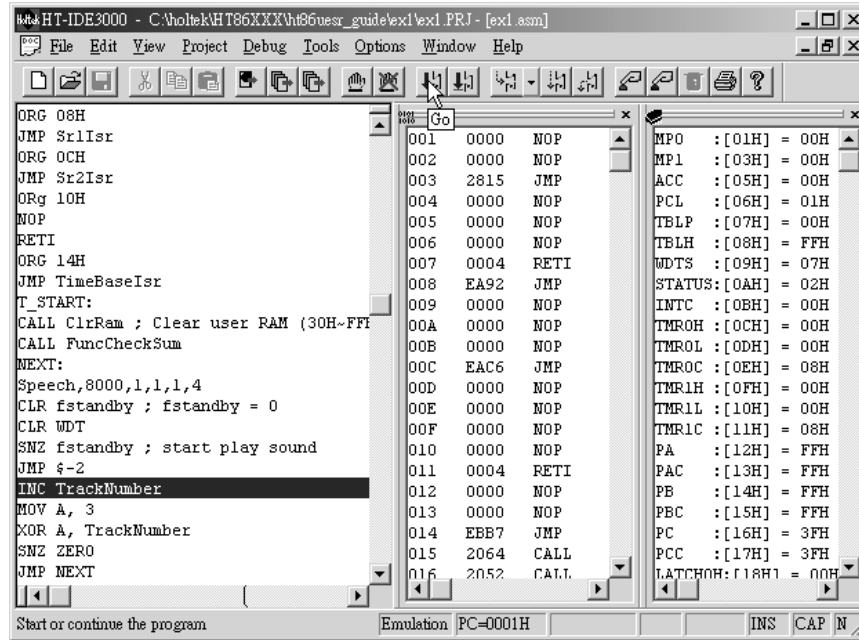 HT-IDE3000 - C:\holtek\HT86XXX\ht86uesr_guide\ex1\ex1.PRJ - [ex1.asm]
File Edit View Project Debug Tools Options Window Help
Go
ORG 08H
JMP Sr1Isr
ORG 0CH
JMP Sr2Isr
ORg 10H
NOP
RETI
ORG 14H
JMP TimeBaseIsr
T_START:
CALL ClrRam ; Clear user RAM (30H~FFH
CALL FuncCheckSum
NEXT:
Speech,8000,1,1,1,4
CLR fstandby ; fstandby = 0
CLR WDT
SNZ fstandby ; start play sound
JMP $-2
INC TrackNumber
MOV A, 3
XOR A, TrackNumber
SNZ ZERO
JMP NEXT
001 0000 NOP
002 0000 NOP
003 2815 JMP
004 0000 NOP
005 0000 NOP
006 0000 NOP
007 0004 RETI
008 EA92 JMP
009 0000 NOP
00A 0000 NOP
00B 0000 NOP
00C EAC6 JMP
00D 0000 NOP
00E 0000 NOP
00F 0000 NOP
010 0000 NOP
011 0004 RETI
012 0000 NOP
013 0000 NOP
014 EBB7 JMP
015 2064 CALL
016 2052 CALL
MP0 :[01H] = 00H
MP1 :[03H] = 00H
ACC :[05H] = 00H
PCL :[06H] = 01H
TBLP :[07H] = 00H
TBLH :[08H] = FFH
WDTS :[09H] = 07H
STATUS:[0AH] = 02H
INTC :[0BH] = 00H
TMR0H :[0CH] = 00H
TMR0L :[0DH] = 00H
TMR0C :[0EH] = 08H
TMR1H :[0FH] = 00H
TMR1L :[10H] = 00H
TMR1C :[11H] = 08H
PA :[12H] = FFH
PAC :[13H] = FFH
PB :[14H] = FFH
PBC :[15H] = FFH
PC :[16H] = 3FH
PCC :[17H] = 3FH
LATCH0H:[18H] = 00H
Start or continue the program Emulation PC=0001H INS CAP N